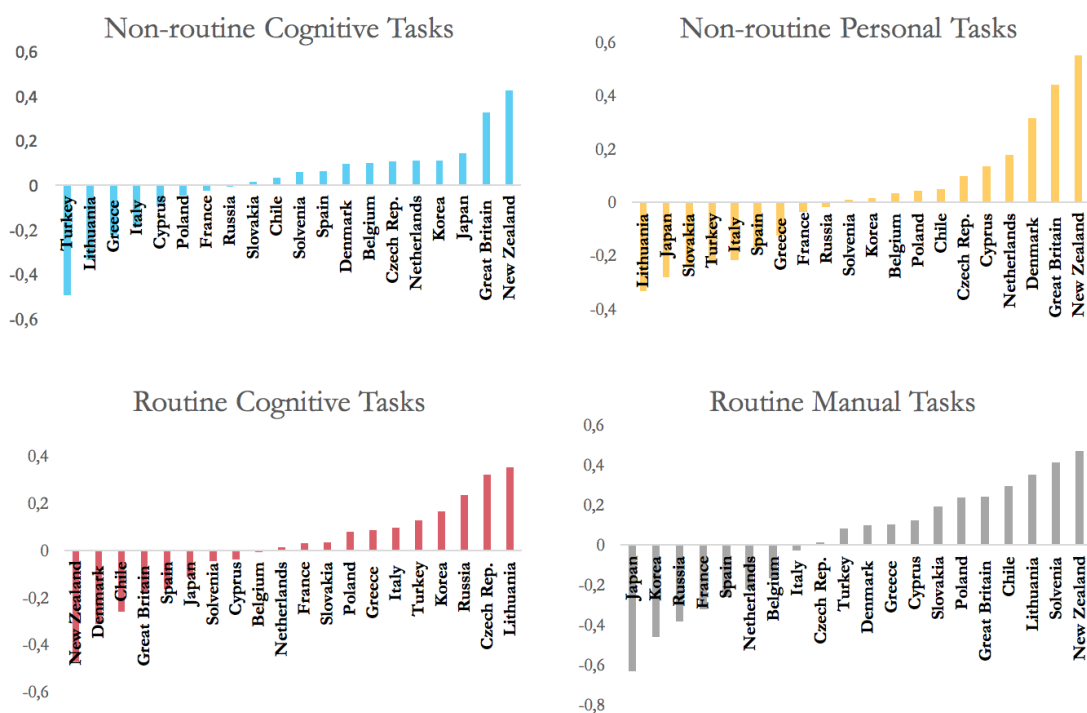 Non-routine Cognitive Tasks
0,6
0,4
0,2
0
-0,2
-0,4
-0,6
Turkey
Lithuania
Greece
Italy
Cyprus
Poland
France
Russia
Slovakia
Chile
Solvenia
Spain
Denmark
Belgium
Czech Rep.
Netherlands
Korea
Japan
Great Britain
New Zealand
Non-routine Personal Tasks
0,6
0,4
0,2
0
-0,2
-0,4
Lithuania
Japan
Slovakia
Turkey
Italy
Spain
Greece
France
Russia
Solvenia
Korea
Belgium
Poland
Chile
Czech Rep.
Cyprus
Netherlands
Denmark
Great Britain
New Zealand
Routine Cognitive Tasks
0,4
0,2
0
-0,2
-0,4
-0,6
New Zealand
Denmark
Chile
Great Britain
Spain
Japan
Solvenia
Cyprus
Belgium
Netherlands
France
Slovakia
Poland
Greece
Italy
Turkey
Korea
Russia
Czech Rep.
Lithuania
Routine Manual Tasks
0,6
0,4
0,2
0
-0,2
-0,4
-0,6
-0,8
Japan
Korea
Russia
France
Spain
Netherlands
Belgium
Italy
Czech Rep.
Turkey
Denmark
Greece
Cyprus
Slovakia
Poland
Great Britain
Chile
Lithuania
Solvenia
New Zealand